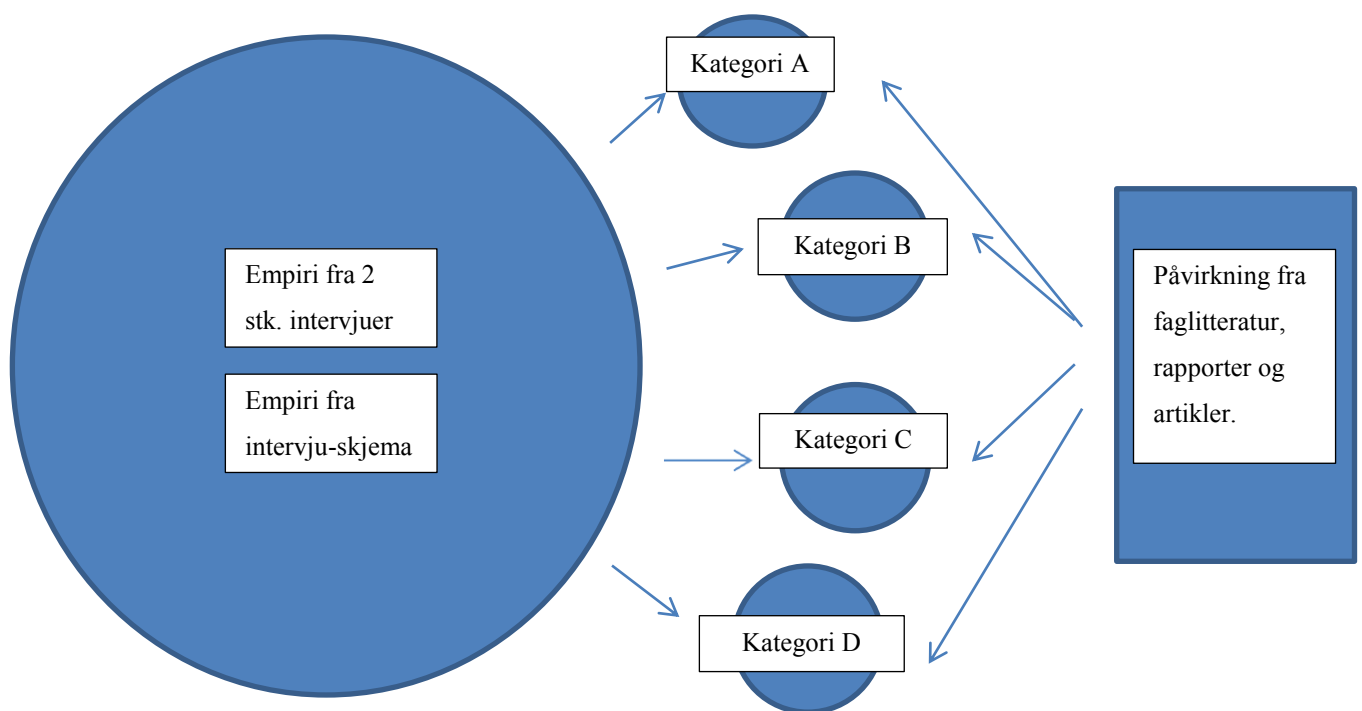 Empiri fra 2
stk. intervjuer
Empiri fra
intervju-skjema
Kategori A
Kategori B
Kategori C
Kategori D
Påvirkning fra
faglitteratur,
rapporter og
artikler.